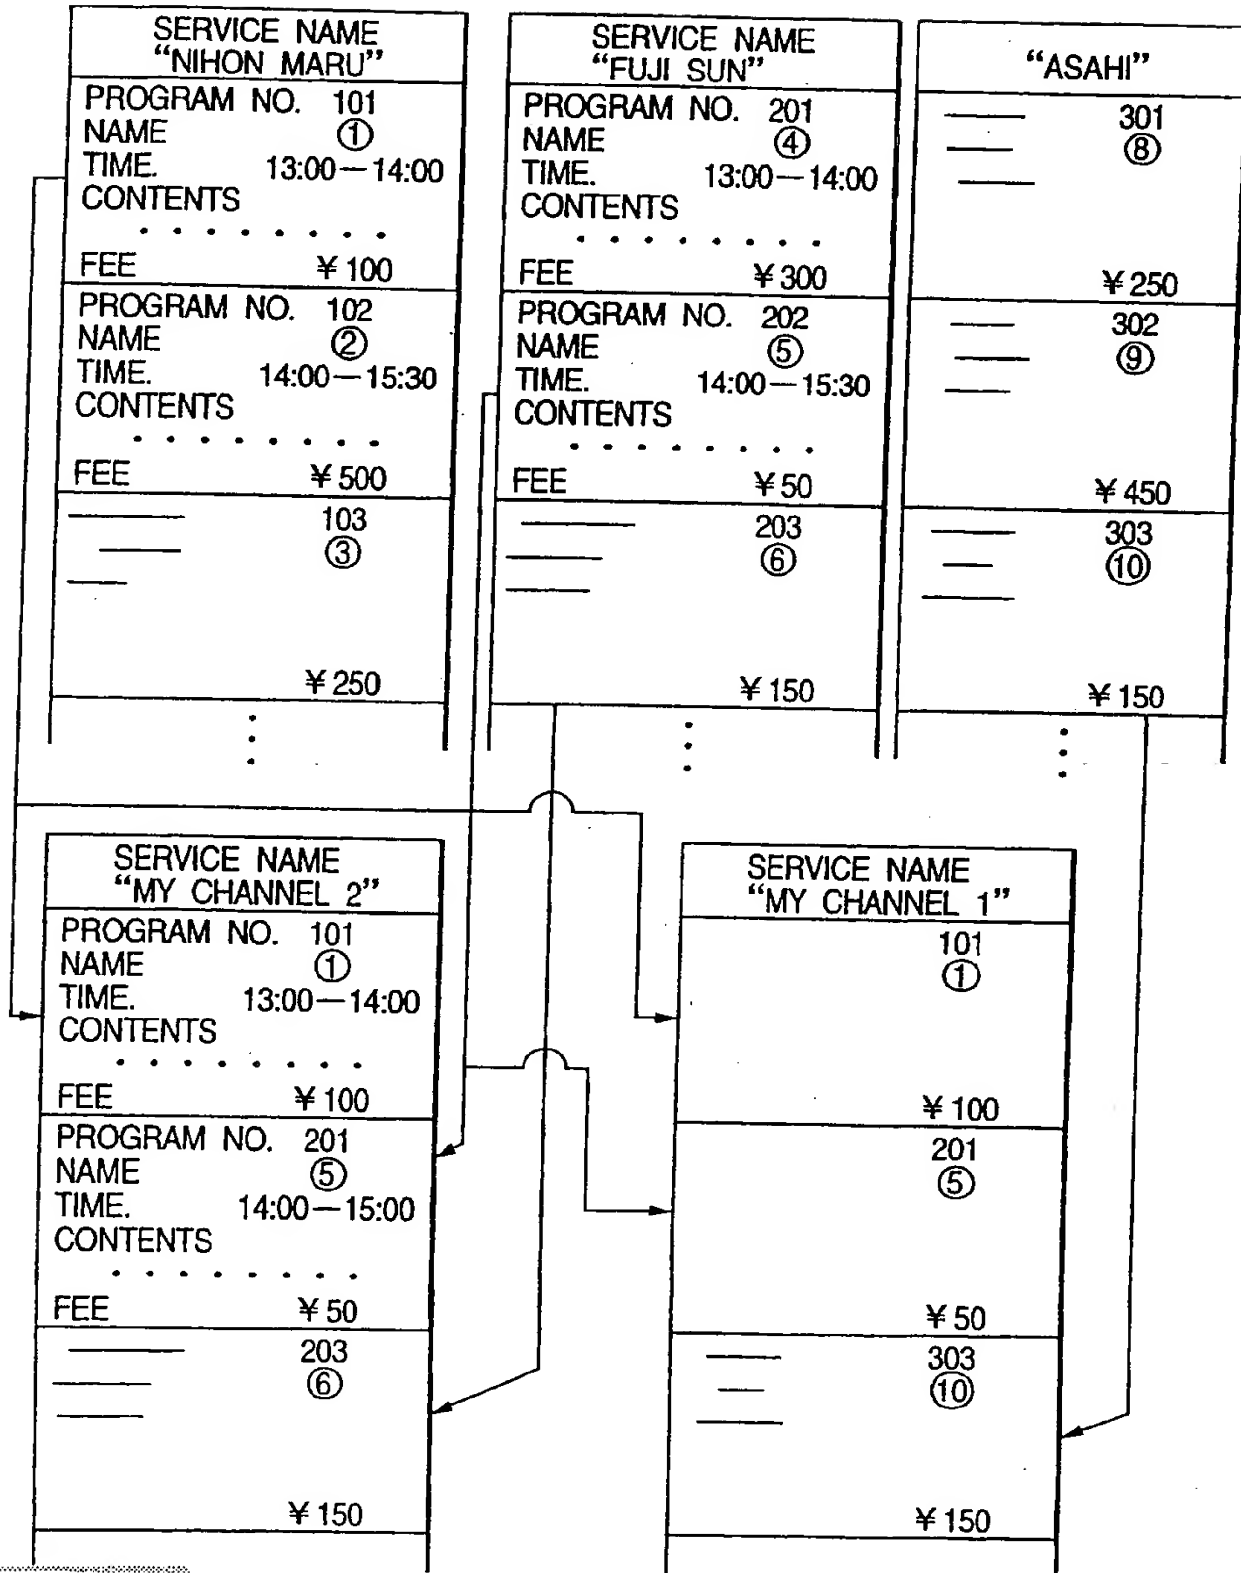 SERVICE NAME
“NIHON MARU”
PROGRAM NO. 101
NAME ①
TIME. 13:00—14:00
CONTENTS
• • • • • • • •
FEE ¥100
PROGRAM NO. 102
NAME ②
TIME. 14:00—15:30
CONTENTS
• • • • • • • •
FEE ¥500
103
③
¥250
SERVICE NAME
“FUJI SUN”
PROGRAM NO. 201
NAME ④
TIME. 13:00—14:00
CONTENTS
• • • • • • • •
FEE ¥300
PROGRAM NO. 202
NAME ⑤
TIME. 14:00—15:30
CONTENTS
• • • • • • • •
FEE ¥50
203
⑥
¥150
“ASAHI”
301
⑧
¥250
302
⑨
¥450
303
⑩
¥150
SERVICE NAME
“MY CHANNEL 2”
PROGRAM NO. 101
NAME ①
TIME. 13:00—14:00
CONTENTS
• • • • • • • •
FEE ¥100
PROGRAM NO. 201
NAME ⑤
TIME. 14:00—15:00
CONTENTS
• • • • • • • •
FEE ¥50
203
⑥
¥150
SERVICE NAME
“MY CHANNEL 1”
101
①
¥100
201
⑤
¥50
303
⑩
¥150